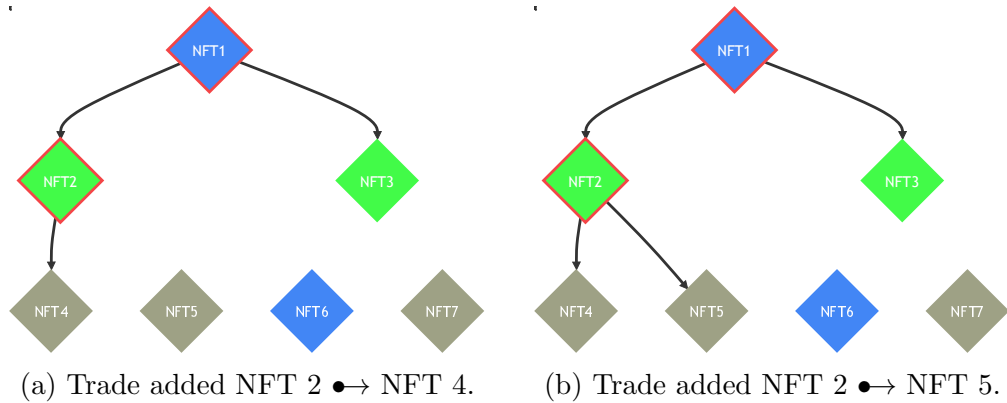 NFT1
NFT2
NFT3
NFT4
NFT5
NFT6
NFT7
(a) Trade added NFT 2 •→ NFT 4.
NFT1
NFT2
NFT3
NFT4
NFT5
NFT6
NFT7
(b) Trade added NFT 2 •→ NFT 5.